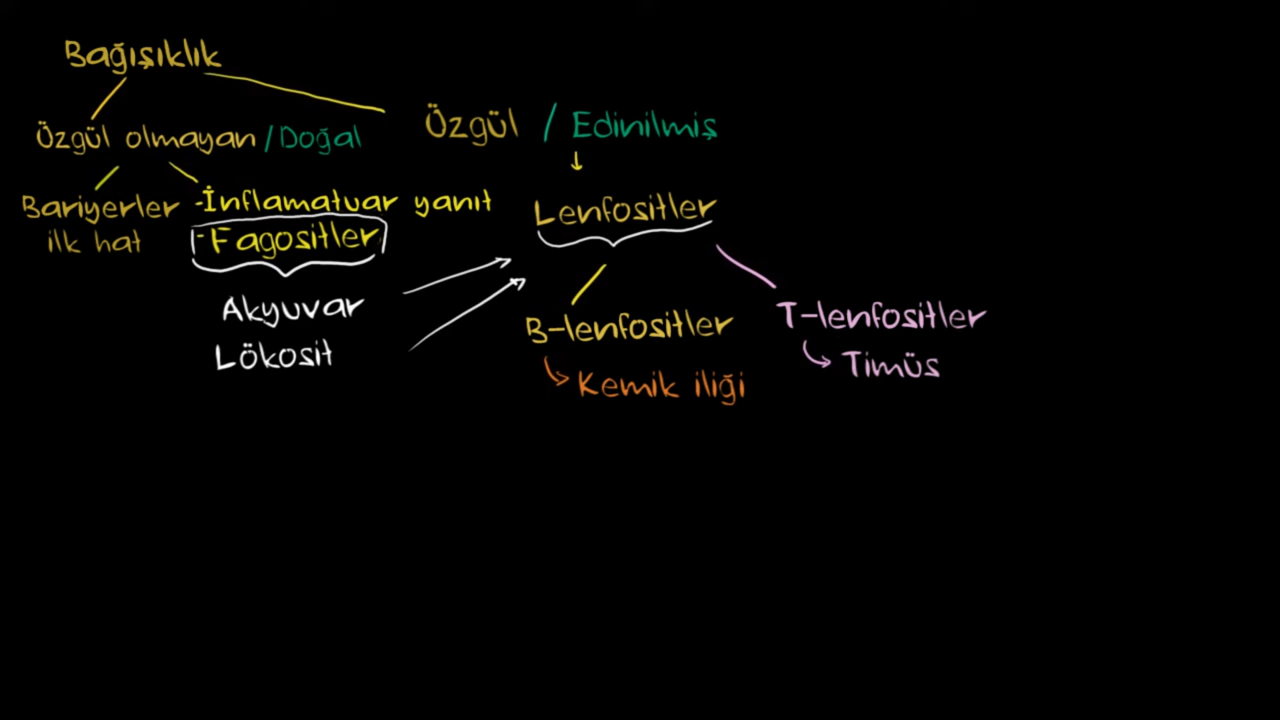 Bağışıklık
Özgül olmayan / Doğal
Özgül / Edinilmiş
Bariyerler
ilk hat
-İnflamatuar yanıt
-Fagositler
Akyuvar
Lökosit
Lenfositler
B-lenfositler
Kemik iliği
T-lenfositler
Timüs